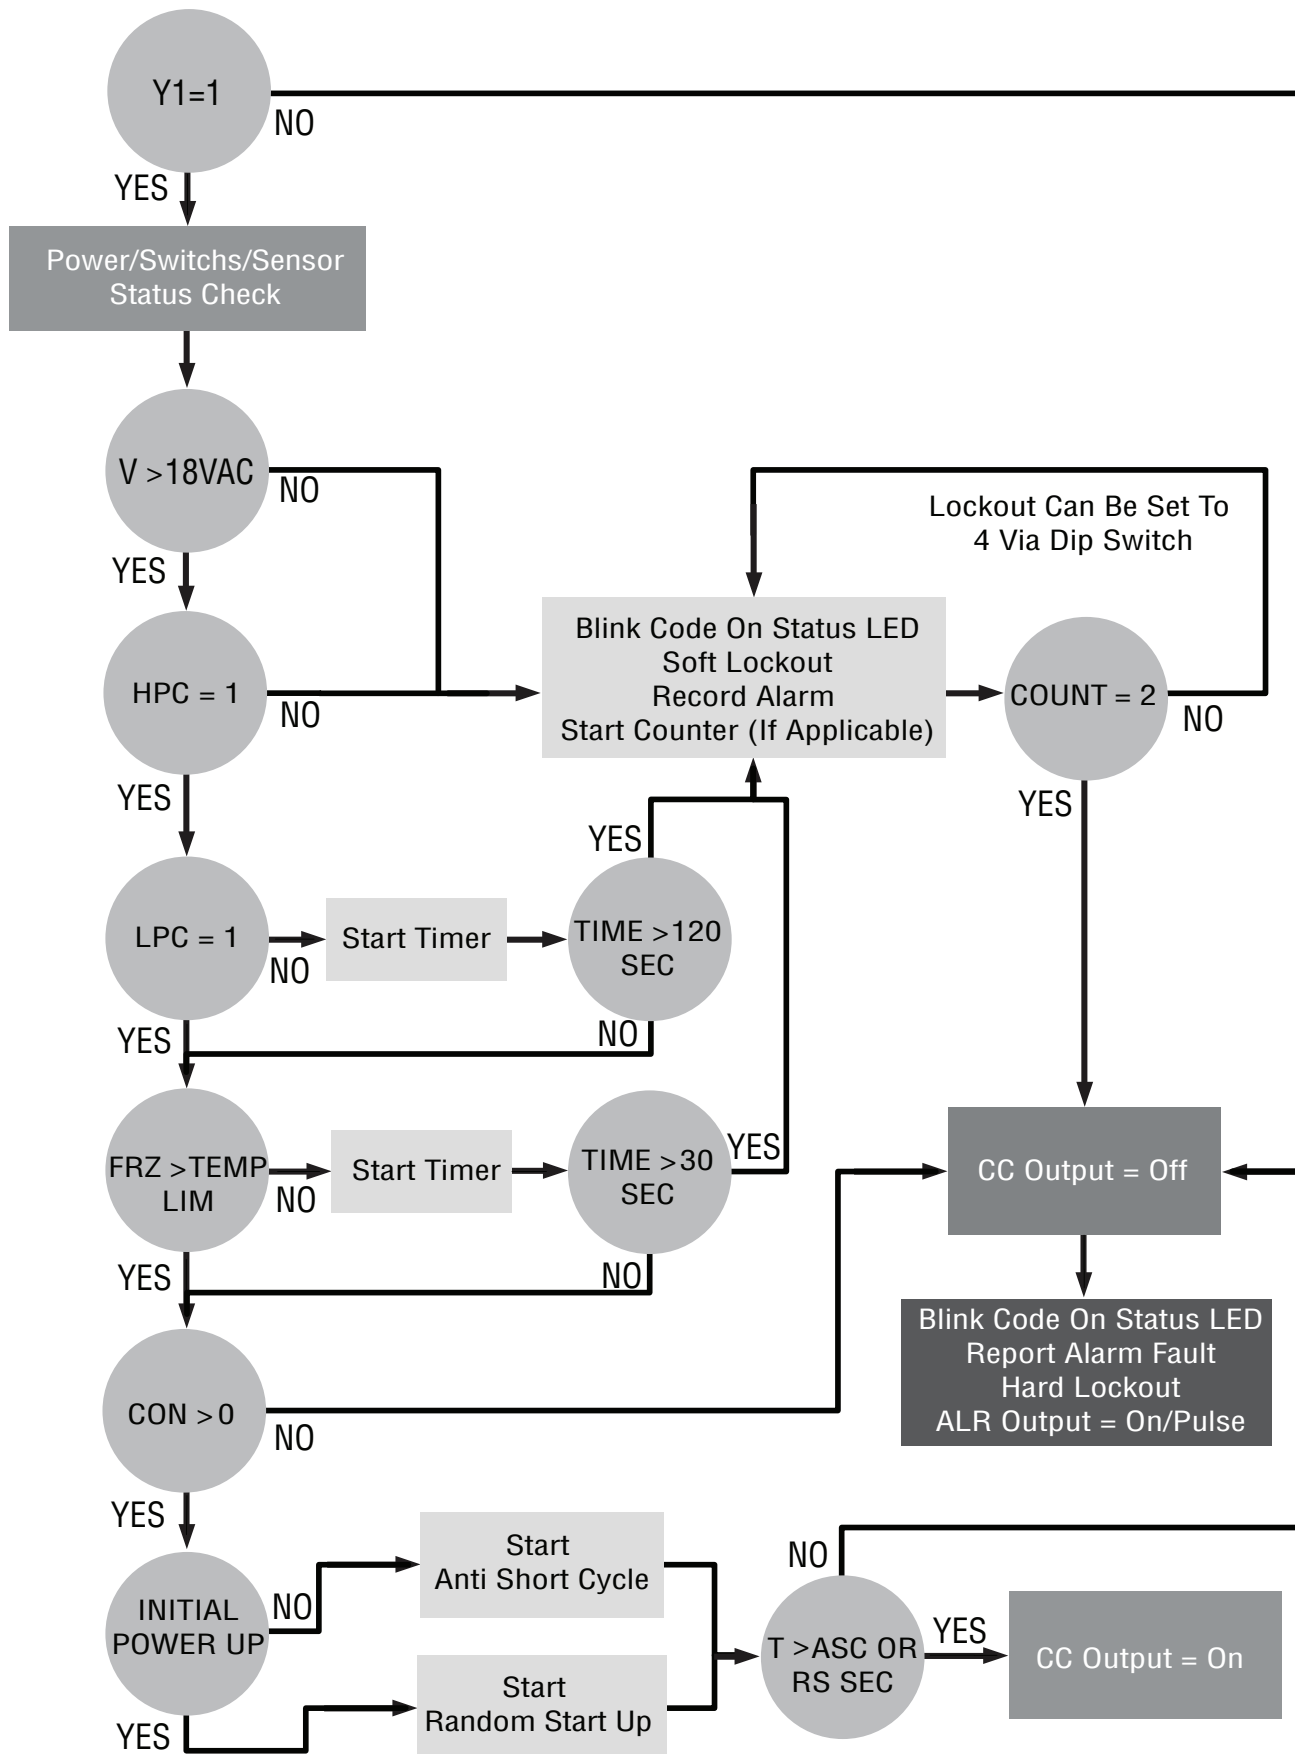 Y1=1
NO
YES
Power/Switchs/Sensor
Status Check
V >18VAC
NO
YES
Lockout Can Be Set To
4 Via Dip Switch
HPC = 1
NO
YES
Blink Code On Status LED
Soft Lockout
Record Alarm
Start Counter (If Applicable)
COUNT = 2
NO
YES
LPC = 1
NO
YES
Start Timer
TIME >120
SEC
YES
NO
FRZ >TEMP
LIM
NO
YES
Start Timer
TIME >30
SEC
YES
NO
CC Output = Off
Blink Code On Status LED
Report Alarm Fault
Hard Lockout
ALR Output = On/Pulse
CON >0
NO
YES
INITIAL
POWER UP
NO
YES
Start
Anti Short Cycle
Start
Random Start Up
T >ASC OR
RS SEC
NO
YES
CC Output = On